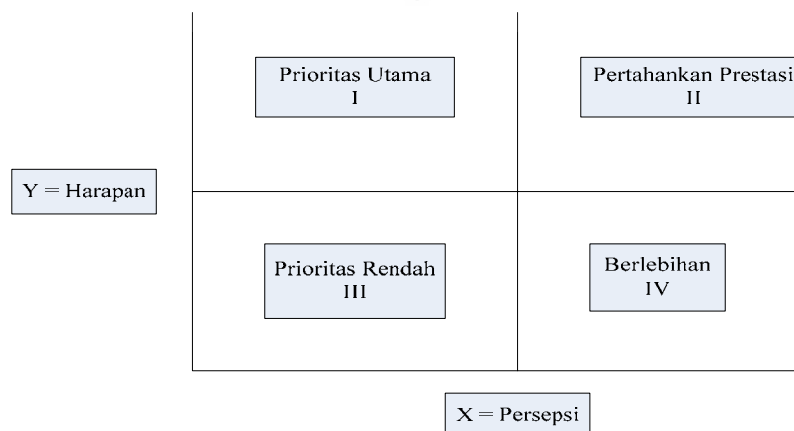 Prioritas Utama
I
Pertahankan Prestasi
II
Y = Harapan
Prioritas Rendah
III
Berlebihan
IV
X = Persepsi